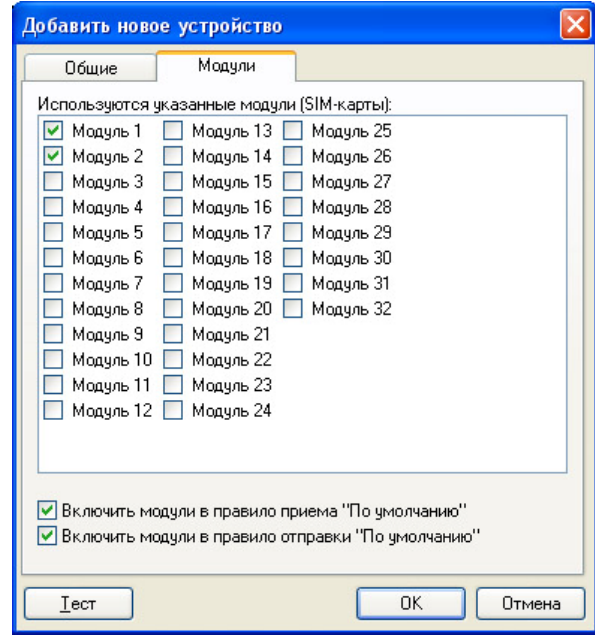 Добавить новое устройство
Общие Модули
Используются указанные модули (SIM-карты):
Модуль 1 Модуль 13 Модуль 25
Модуль 2 Модуль 14 Модуль 26
Модуль 3 Модуль 15 Модуль 27
Модуль 4 Модуль 16 Модуль 28
Модуль 5 Модуль 17 Модуль 29
Модуль 6 Модуль 18 Модуль 30
Модуль 7 Модуль 19 Модуль 31
Модуль 8 Модуль 20 Модуль 32
Модуль 9 Модуль 21
Модуль 10 Модуль 22
Модуль 11 Модуль 23
Модуль 12 Модуль 24
Включить модули в правило приема "По умолчанию"
Включить модули в правило отправки "По умолчанию"
Тест OK Отмена